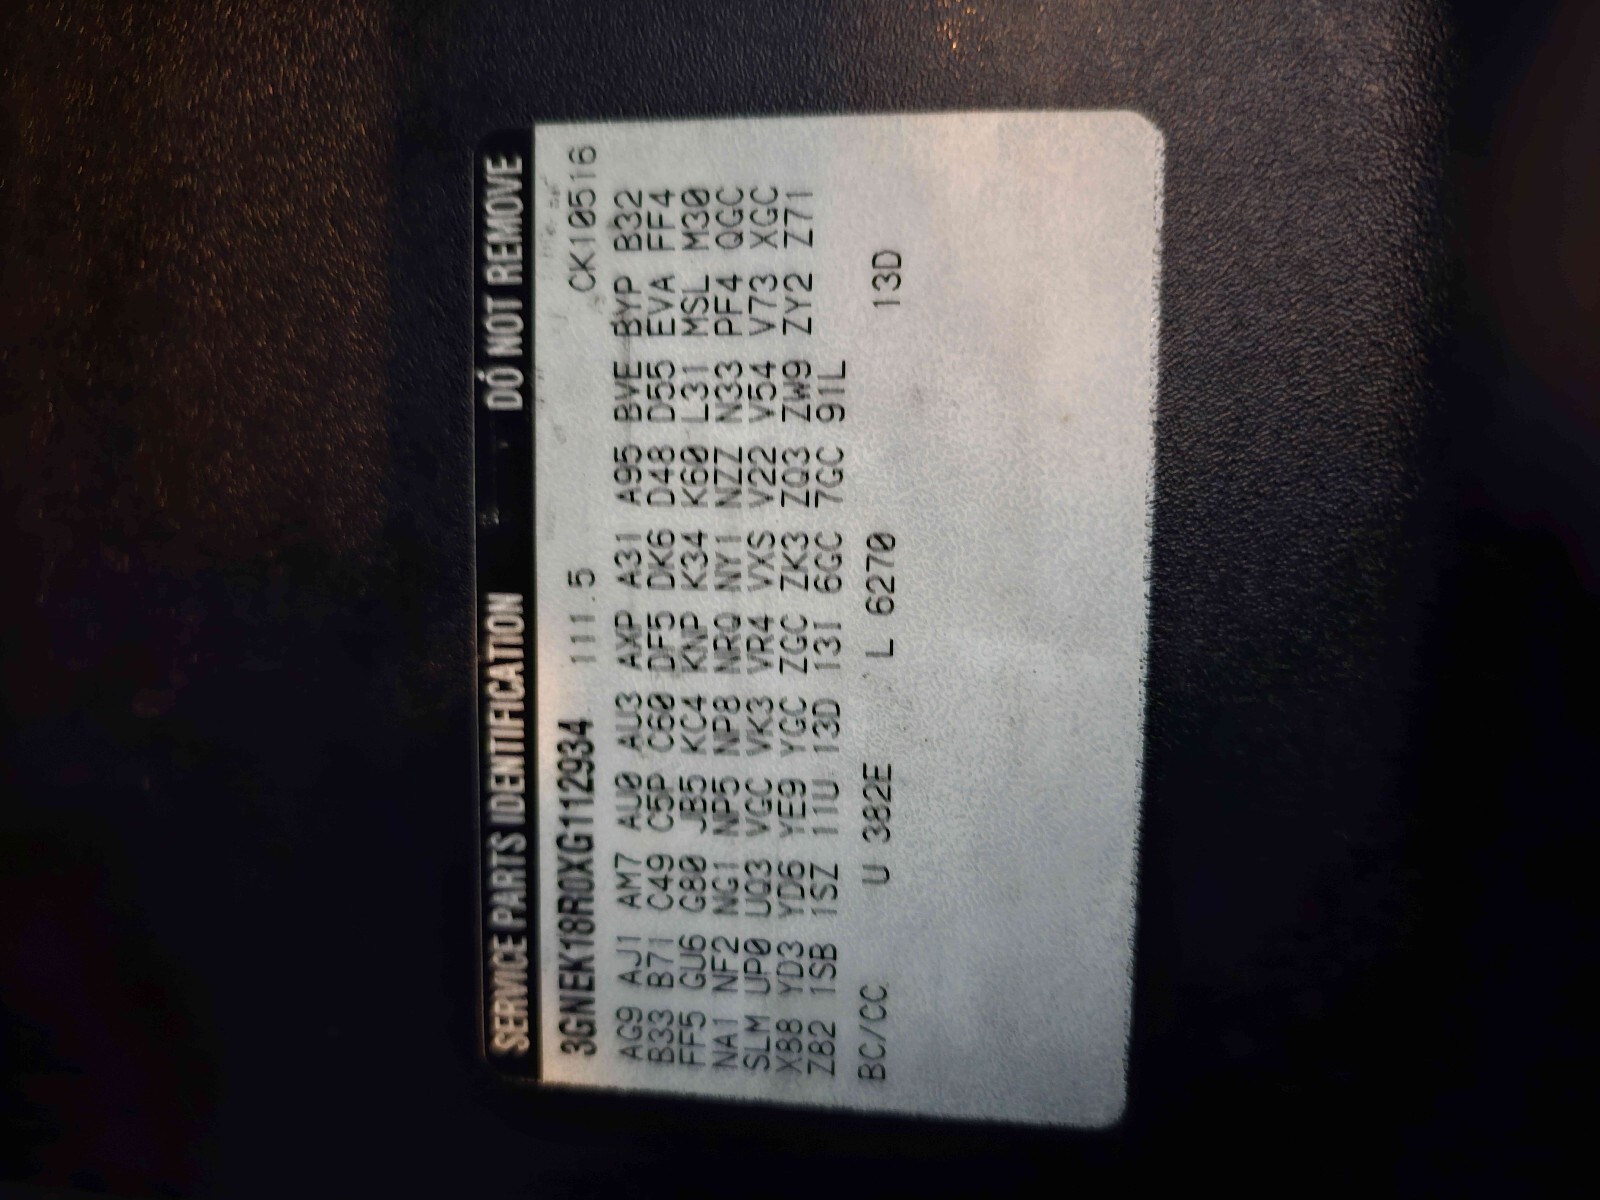 SERVICE PARTS IDENTIFICATION DO NOT REMOVE
3GNEK18R0XG112934 111.5 CK10516
AG9 AJ1 AM7 AU0 AU3 AXP A31 A95 BVE BYP B32
B33 B71 C49 C5P C60 DF5 DK6 D48 D55 EVA FF4
FF5 GU6 G80 JB5 KC4 KNP K34 K60 L31 MSL M30
NA1 NF2 NG1 NP5 NP8 NRQ NY1 NZZ N33 PF4 QGC
SLM UP0 UQ3 VGC VK3 VR4 VXS V22 V54 V73 XGC
X88 YD3 YD6 YE9 YGC ZGC ZK3 ZQ3 ZW9 ZY2 Z71
Z82 1SB 1SZ 11U 13D 13I 6GC 7GC 91L
BC/CC U 382E L 6270 13D